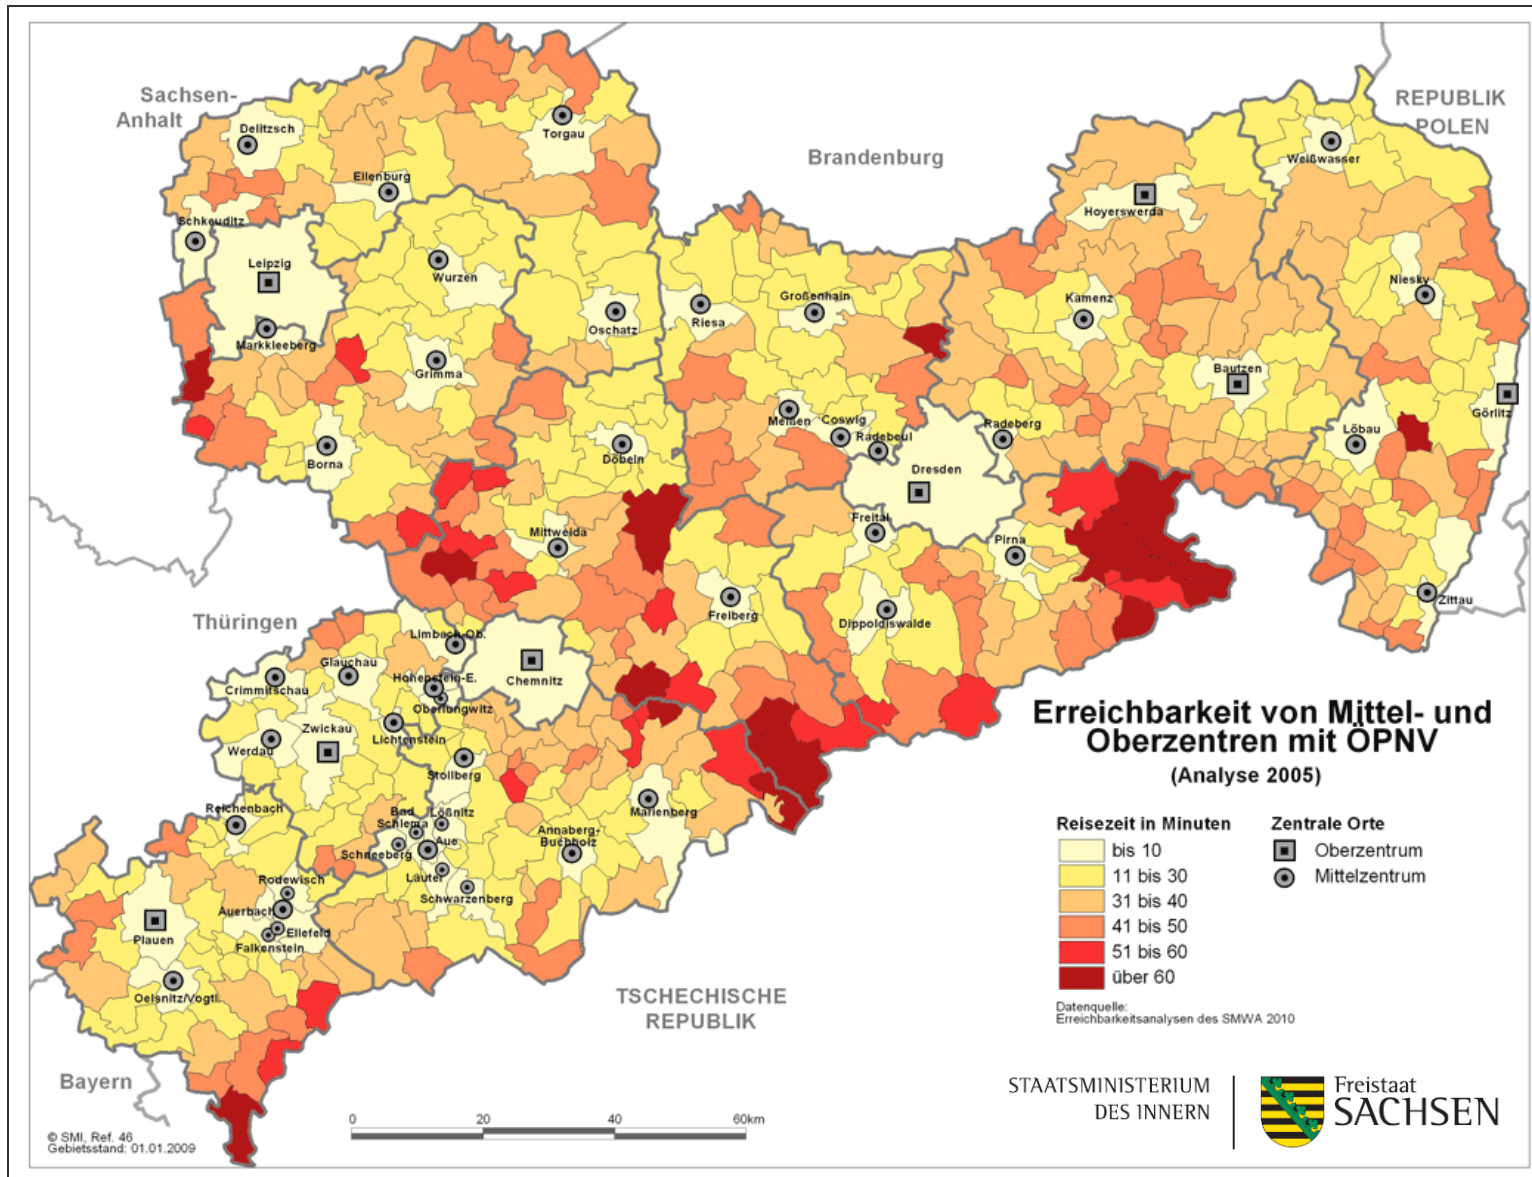 Sachsen-
Anhalt
Delitzsch
Torgau
Brandenburg
REPUBLIK
POLEN
Weißwasser
Eilenburg
Hoyerswerda
Schkeuditz
Leipzig
Wurzen
Niesky
Großenhain
Kamenz
Riesa
Oschatz
Markkleeberg
Grimma
Bautzen
Görlitz
Meißen
Coswig
Radebeul
Radeberg
Löbau
Borna
Döbeln
Dresden
Mittweida
Freital
Pirna
Zittau
Thüringen
Freiberg
Dippoldiswalde
Limbach-Ob.
Glauchau
Crimmitschau
Hohenstein-E.
Chemnitz
Oberlungwitz
Zwickau
Lichtenstein
Werdau
Stollberg
Reichenbach
Bad
Schlema
Lößnitz
Marienberg
Annaberg-
Buchholz
Aue
Schneeberg
Lauter
Rodewisch
Schwarzenberg
Auerbach
Ellefeld
Plauen
Falkenstein
Oelsnitz/Vogtl.
TSCHECHISCHE
REPUBLIK
Bayern
Erreichbarkeit von Mittel- und
Oberzentren mit ÖPNV
(Analyse 2005)
Reisezeit in Minuten
bis 10
11 bis 30
31 bis 40
41 bis 50
51 bis 60
über 60
Zentrale Orte
Oberzentrum
Mittelzentrum
Datenquelle:
Erreichbarkeitsanalysen des SMWA 2010
STAATSMINISTERIUM
DES INNERN
Freistaat
SACHSEN
0 20 40 60km
© SMI, Ref. 46
Gebietsstand: 01.01.2009